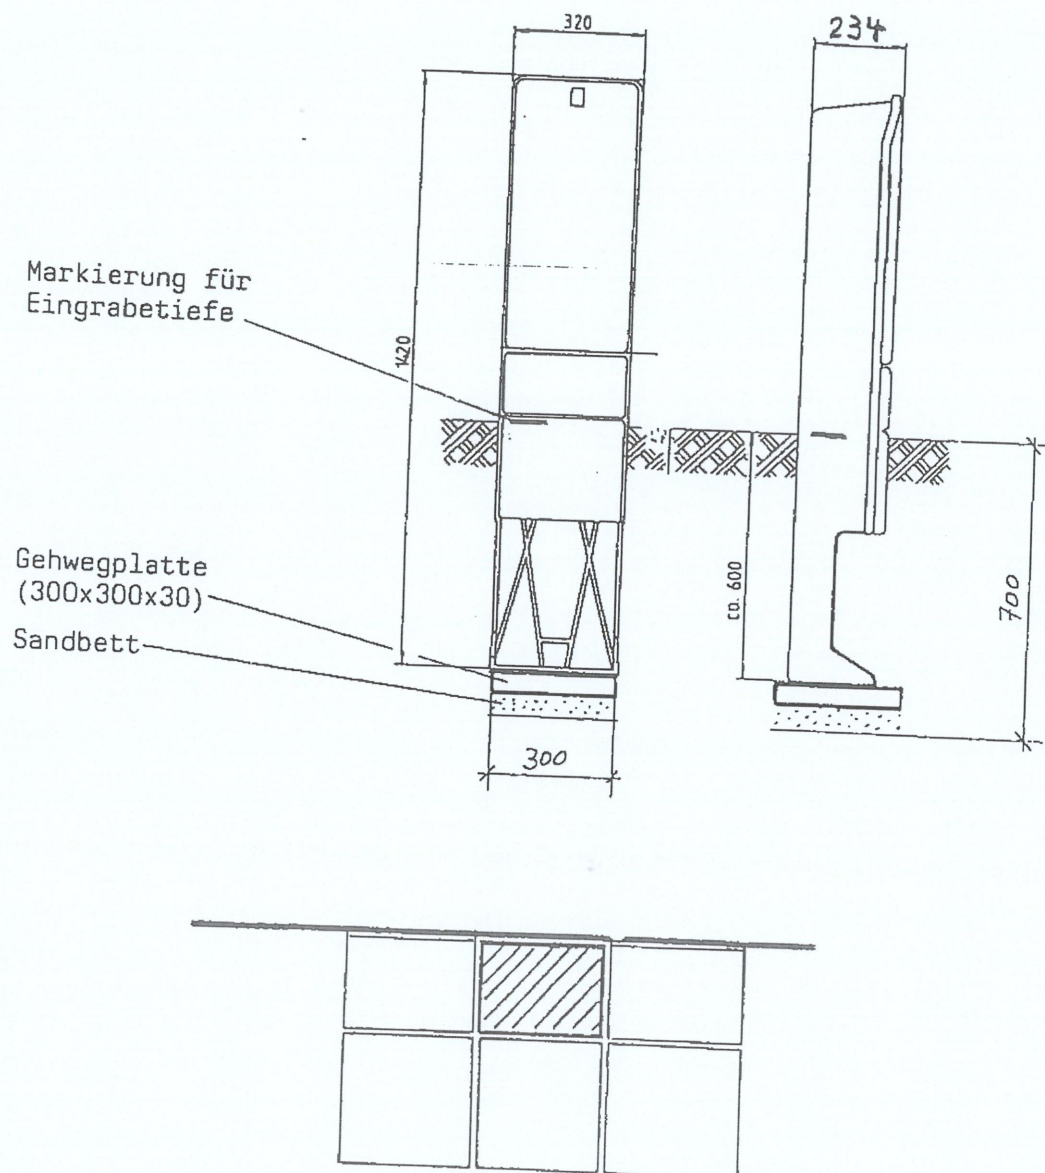 320
234
Markierung für
Eingrabetiefe
1420
Gehwegplatte
(300x300x30)
Sandbett
ca. 600
700
300